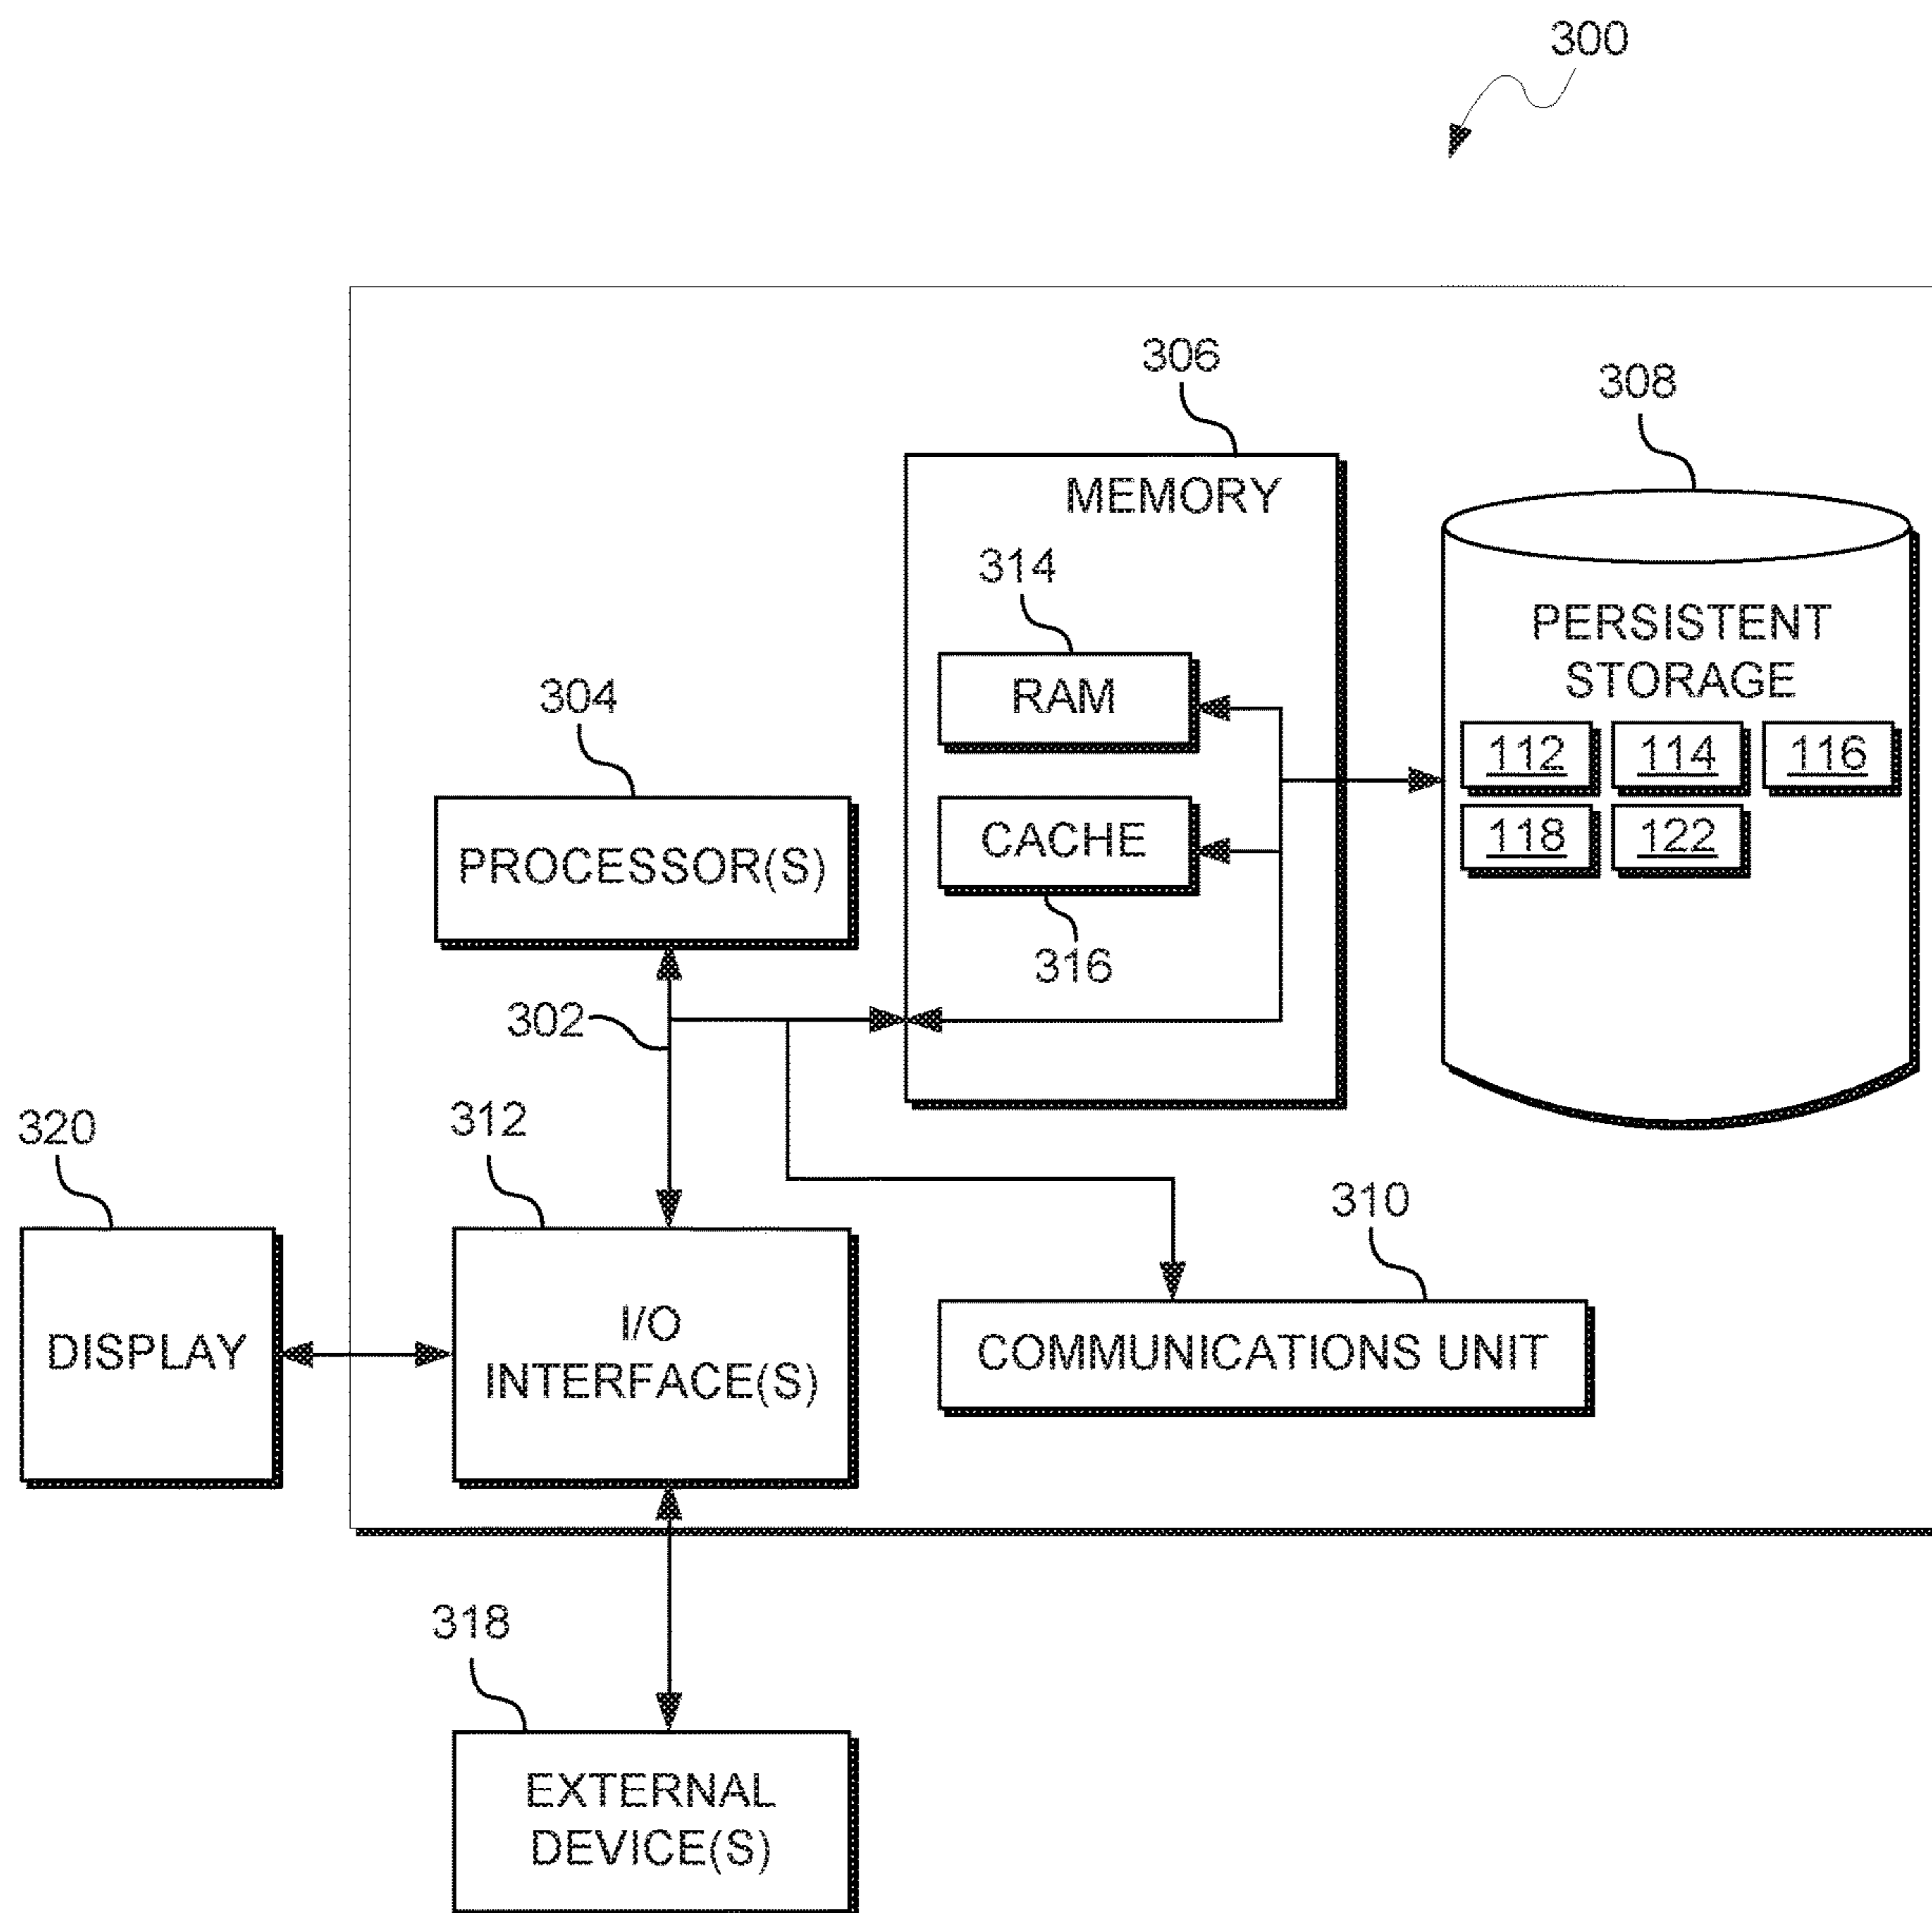 300
306
308
MEMORY
314
PERSISTENT
STORAGE
RAM
304
112 114 116
CACHE
118 122
PROCESSOR(S)
316
302
320
312
310
I/O
INTERFACE(S)
DISPLAY
COMMUNICATIONS UNIT
318
EXTERNAL
DEVICE(S)